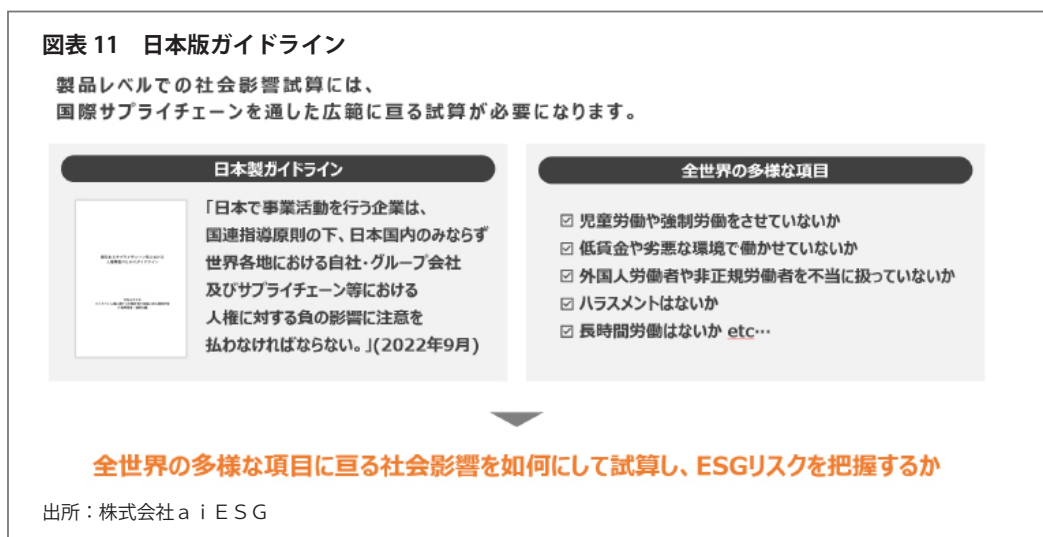 図表 11 日本版ガイドライン
製品レベルでの社会影響試算には、
国際サプライチェーンを通した広範に亘る試算が必要になります。
日本製ガイドライン
「日本で事業活動を行う企業は、
国連指導原則の下、日本国内のみならず
世界各地における自社・グループ会社
及びサプライチェーン等における
人権に対する負の影響に注意を
払わなければならない。」(2022年9月)
全世界の多様な項目
☑ 児童労働や強制労働をさせていないか
☑ 低賃金や劣悪な環境で働かせていないか
☑ 外国人労働者や非正規労働者を不当に扱っていないか
☑ ハラスメントはないか
☑ 長時間労働はないか etc…
全世界の多様な項目に亘る社会影響を如何にして試算し、ESGリスクを把握するか
出所：株式会社ａｉＥＳＧ